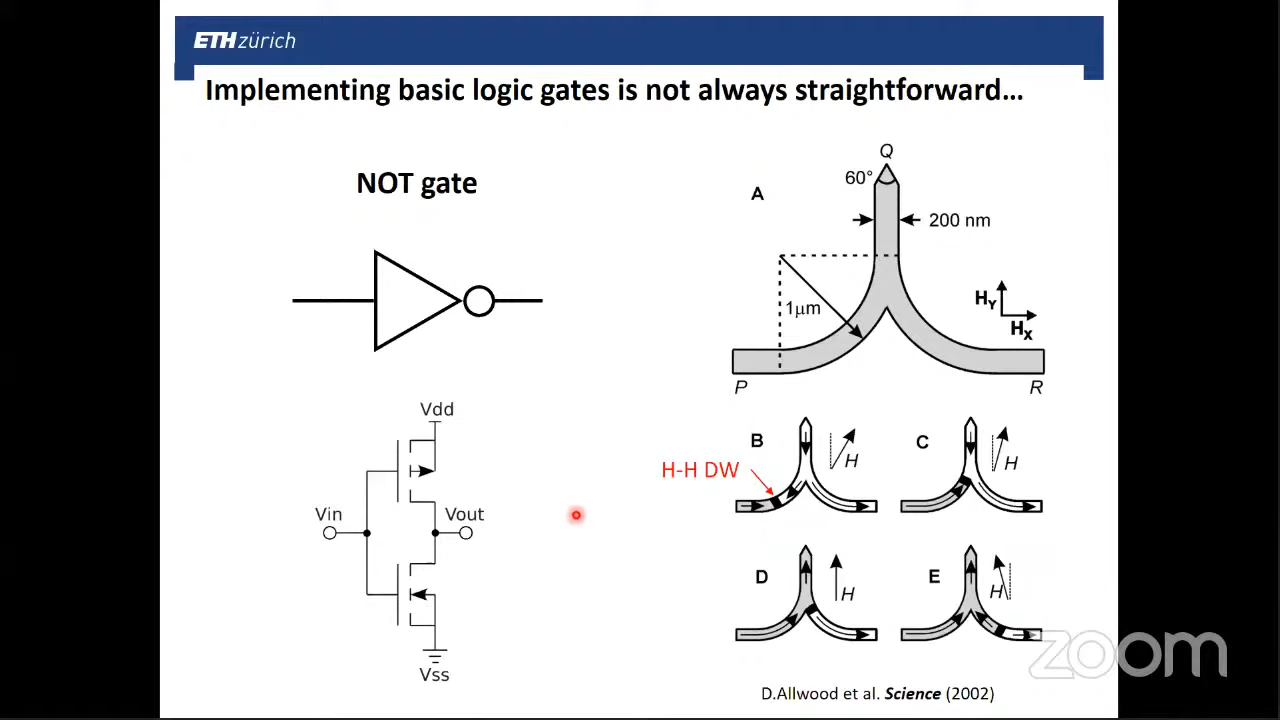 ETH zürich
Implementing basic logic gates is not always straightforward...
NOT gate
Vdd
Vin
Vout
Vss
Q
60°
A
200 nm
1μm
HY
HX
P
R
B
H
C
H
H-H DW
D
H
E
H
D.Allwood et al. Science (2002)
zoom